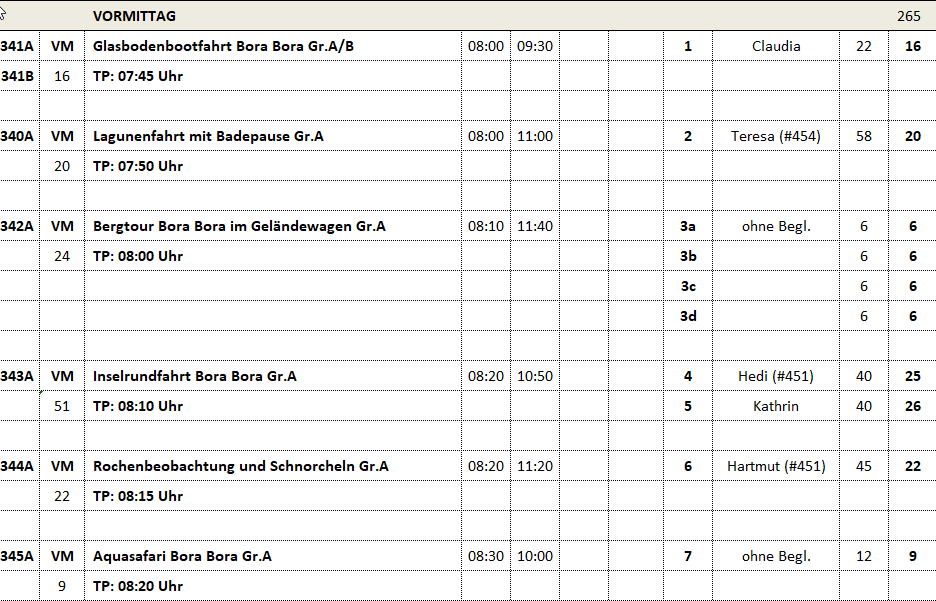 VORMITTAG 265
341A VM Glasbodenbootfahrt Bora Bora Gr.A/B 08:00 09:30 1 Claudia 22 16
341B 16 TP: 07:45 Uhr
340A VM Lagunenfahrt mit Badepause Gr.A 08:00 11:00 2 Teresa (#454) 58 20
20 TP: 07:50 Uhr
342A VM Bergtour Bora Bora im Geländewagen Gr.A 08:10 11:40 3a ohne Begl. 6 6
24 TP: 08:00 Uhr 3b 6 6
3c 6 6
3d 6 6
343A VM Inselrundfahrt Bora Bora Gr.A 08:20 10:50 4 Hedi (#451) 40 25
51 TP: 08:10 Uhr 5 Kathrin 40 26
344A VM Rochenbeobachtung und Schnorcheln Gr.A 08:20 11:20 6 Hartmut (#451) 45 22
22 TP: 08:15 Uhr
345A VM Aquasafari Bora Bora Gr.A 08:30 10:00 7 ohne Begl. 12 9
9 TP: 08:20 Uhr